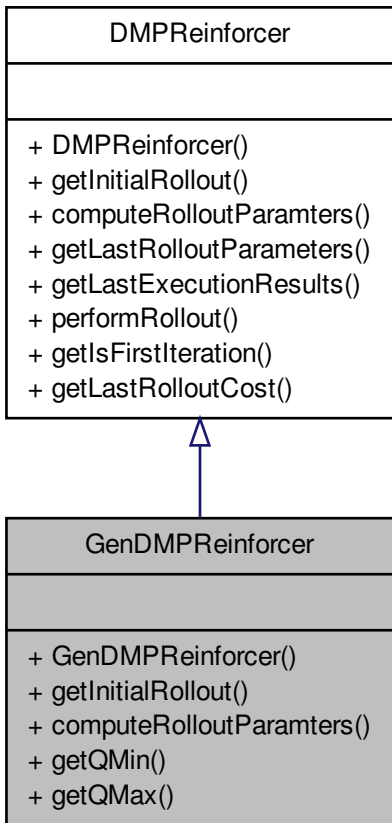 DMPReinforcer
+ DMPReinforcer()
+ getInitialRollout()
+ computeRolloutParamters()
+ getLastRolloutParameters()
+ getLastExecutionResults()
+ performRollout()
+ getIsFirstIteration()
+ getLastRolloutCost()
GenDMPReinforcer
+ GenDMPReinforcer()
+ getInitialRollout()
+ computeRolloutParamters()
+ getQMin()
+ getQMax()